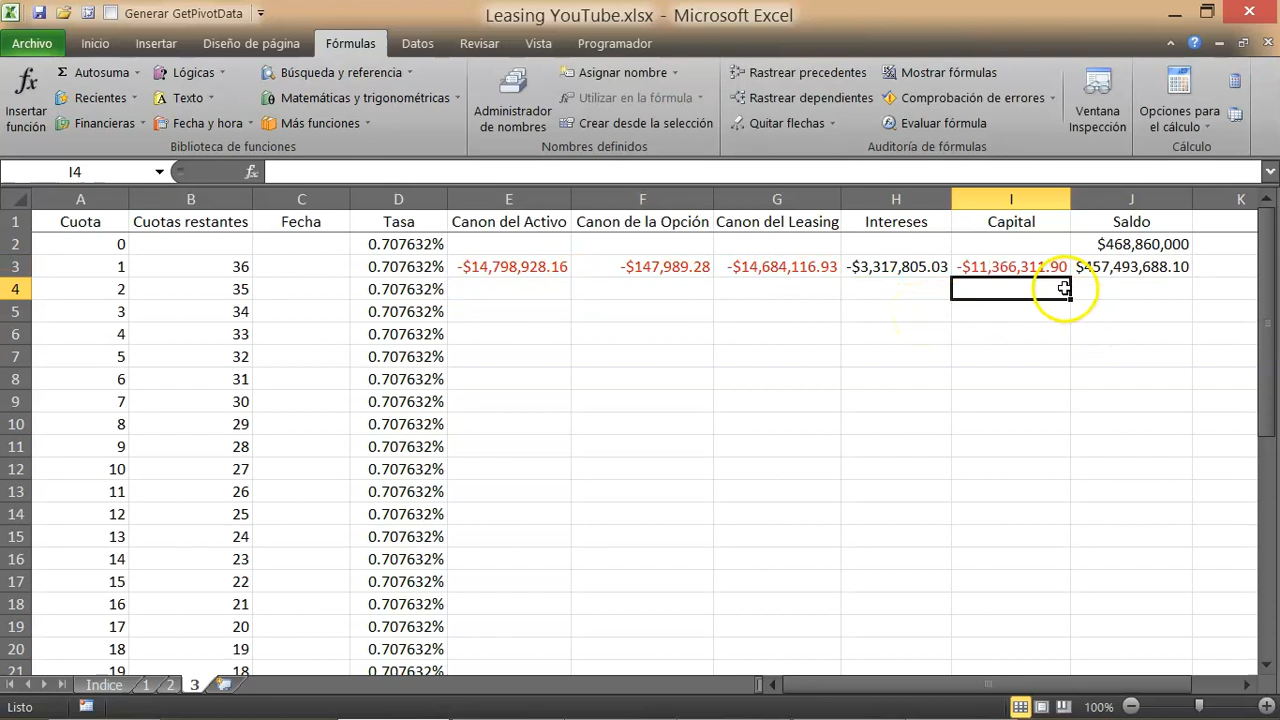 Generar GetPivotData
Leasing YouTube.xlsx - Microsoft Excel
Archivo Inicio Insertar Diseño de página Fórmulas Datos Revisar Vista Programador
Insertar función
Autosuma
Recientes
Financieras
Lógicas
Texto
Fecha y hora
Búsqueda y referencia
Matemáticas y trigonométricas
Más funciones
Biblioteca de funciones
Administrador de nombres
Asignar nombre
Utilizar en la fórmula
Crear desde la selección
Nombres definidos
Rastrear precedentes
Rastrear dependientes
Quitar flechas
Mostrar fórmulas
Comprobación de errores
Evaluar fórmula
Auditoría de fórmulas
Ventana Inspección
Opciones para el cálculo
Cálculo
I4 fx
A B C D E F G H I J K
1 Cuota Cuotas restantes Fecha Tasa Canon del Activo Canon de la Opción Canon del Leasing Intereses Capital Saldo
2 0 0.707632% $468,860,000
3 1 36 0.707632% -$14,798,928.16 -$147,989.28 -$14,684,116.93 -$3,317,805.03 -$11,366,311.90 $457,493,688.10
4 2 35 0.707632%
5 3 34 0.707632%
6 4 33 0.707632%
7 5 32 0.707632%
8 6 31 0.707632%
9 7 30 0.707632%
10 8 29 0.707632%
11 9 28 0.707632%
12 10 27 0.707632%
13 11 26 0.707632%
14 12 25 0.707632%
15 13 24 0.707632%
16 14 23 0.707632%
17 15 22 0.707632%
18 16 21 0.707632%
19 17 20 0.707632%
20 18 19 0.707632%
21 19 18 0.707632%
Indice 1 2 3
Listo 100%